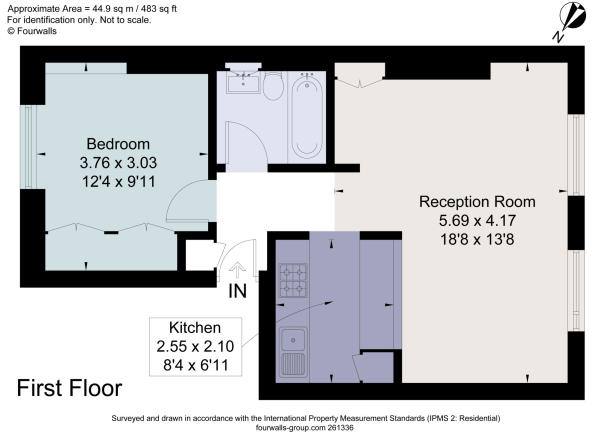 Approximate Area = 44.9 sq m / 483 sq ft
For identification only. Not to scale.
© Fourwalls
N
Bedroom
3.76 x 3.03
12'4 x 9'11
Reception Room
5.69 x 4.17
18'8 x 13'8
IN
Kitchen
2.55 x 2.10
8'4 x 6'11
First Floor
Surveyed and drawn in accordance with the International Property Measurement Standards (IPMS 2: Residential)
fourwalls-group.com 261336